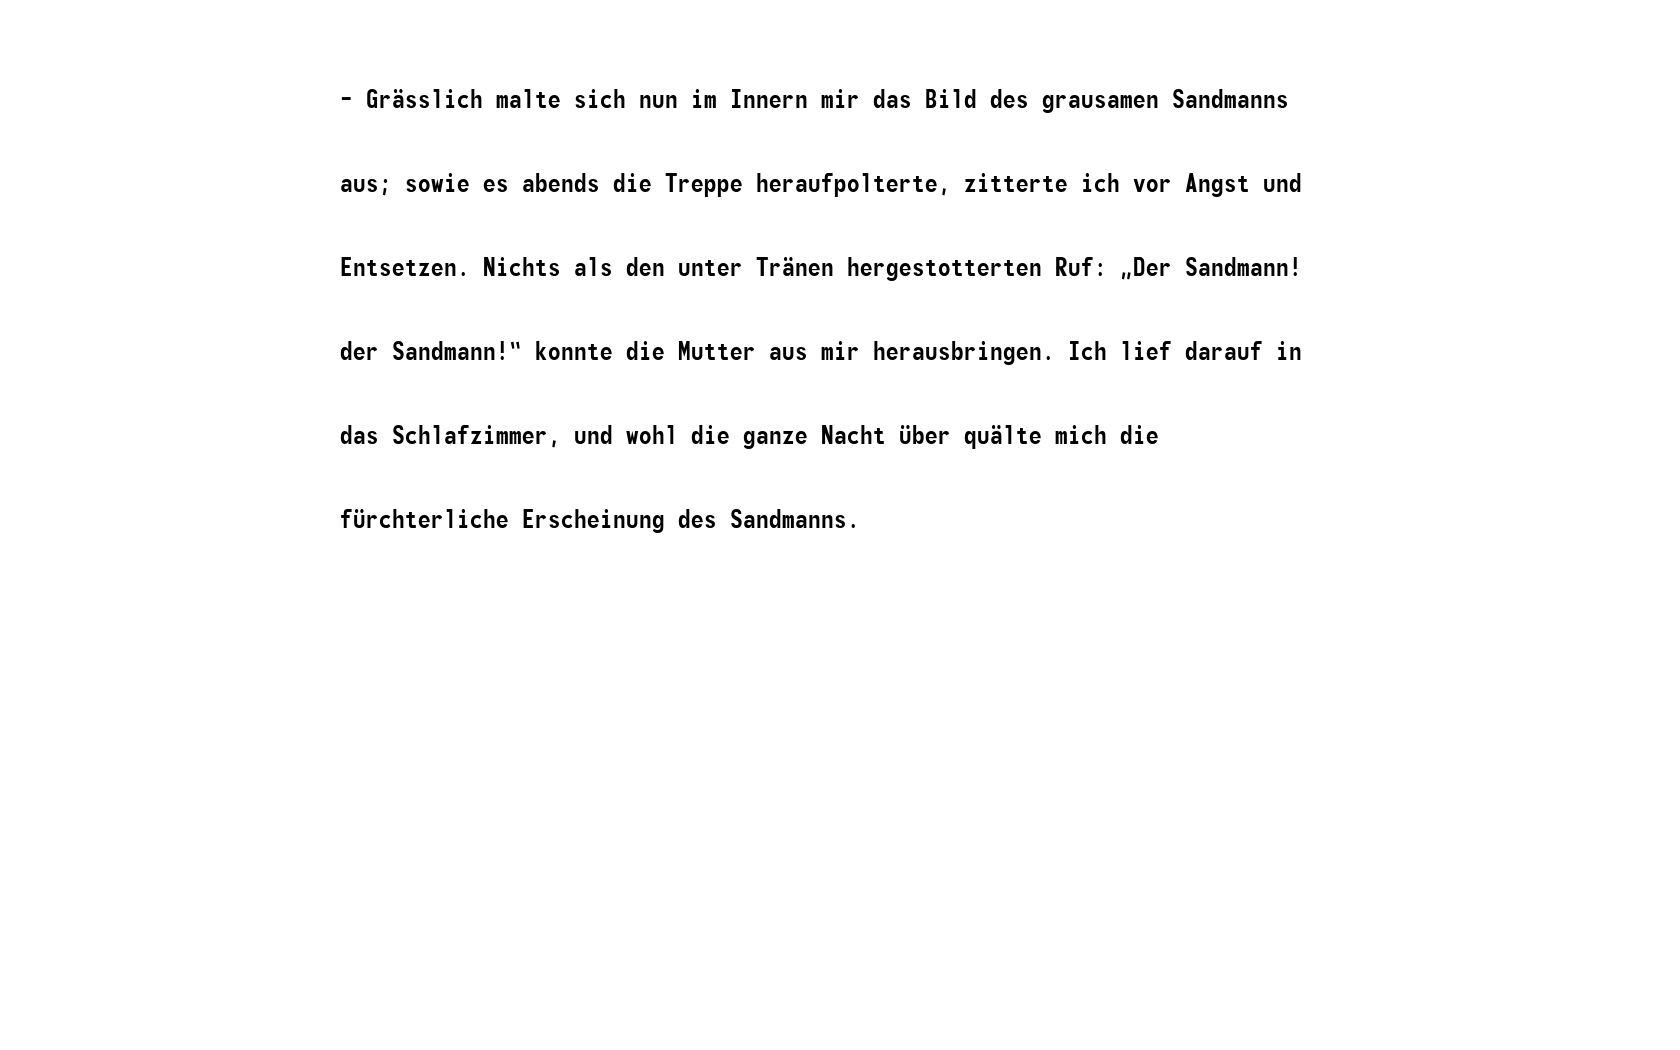 - Grässlich malte sich nun im Innern mir das Bild des grausamen Sandmanns
aus; sowie es abends die Treppe heraufpolterte, zitterte ich vor Angst und
Entsetzen. Nichts als den unter Tränen hergestotterten Ruf: „Der Sandmann!
der Sandmann!‟ konnte die Mutter aus mir herausbringen. Ich lief darauf in
das Schlafzimmer, und wohl die ganze Nacht über quälte mich die
fürchterliche Erscheinung des Sandmanns.